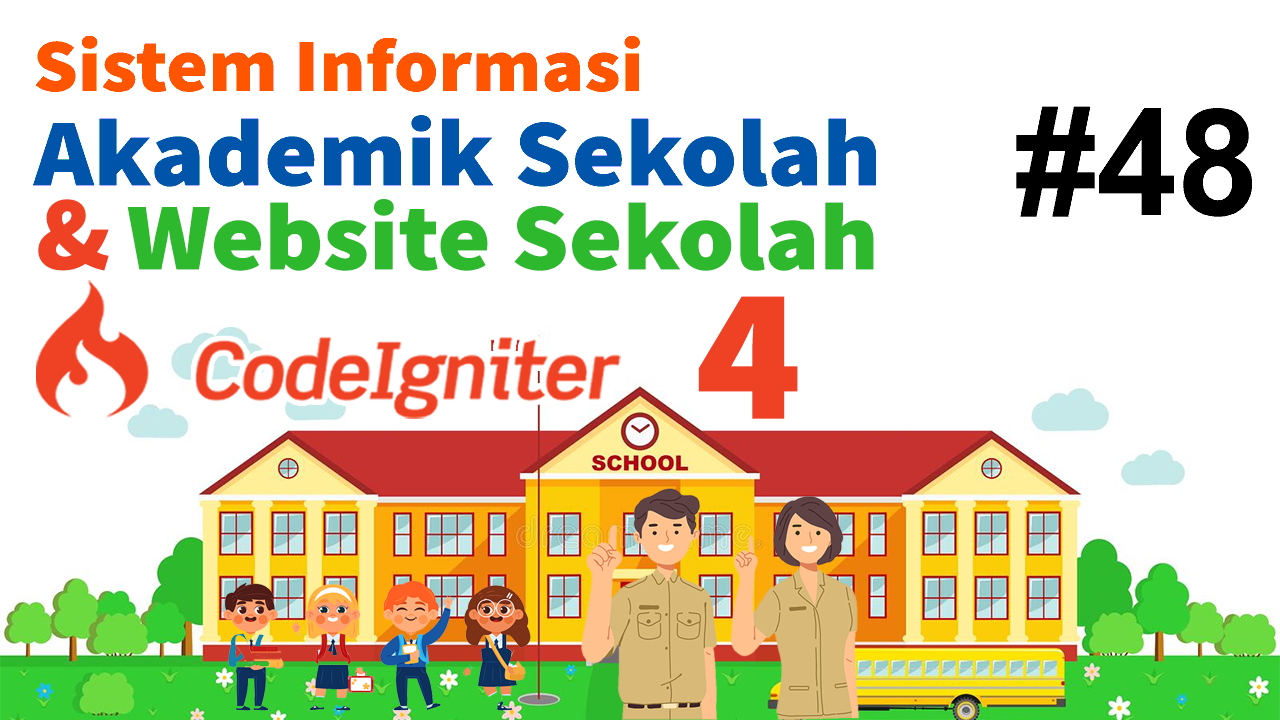 Sistem Informasi
Akademik Sekolah
& Website Sekolah
#48
CodeIgniter 4
SCHOOL